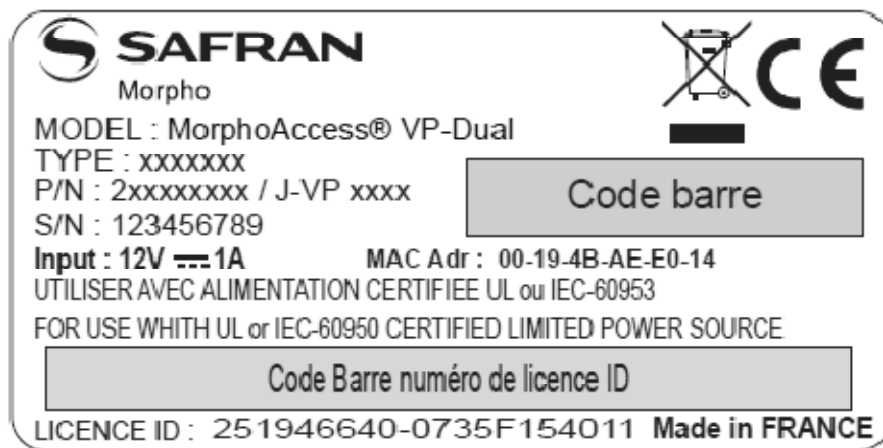 SAFRAN
Morpho
CE
MODEL : MorphoAccess® VP-Dual
TYPE : xxxxxxx
P/N : 2xxxxxxxx / J-VP xxxx
Code barre
S/N : 123456789
Input : 12V 1A MAC Adr : 00-19-4B-AE-E0-14
UTILISER AVEC ALIMENTATION CERTIFIEE UL ou IEC-60953
FOR USE WHITH UL or IEC-60950 CERTIFIED LIMITED POWER SOURCE
Code Barre numéro de licence ID
LICENCE ID : 251946640-0735F154011 Made in FRANCE